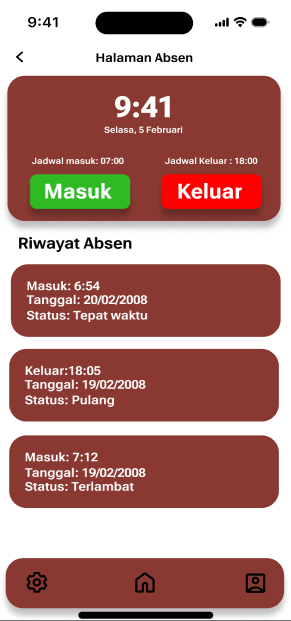 9:41
Halaman Absen
9:41
Selasa, 5 Februari
Jadwal masuk: 07:00
Jadwal Keluar : 18:00
Masuk
Keluar
Riwayat Absen
Masuk: 6:54
Tanggal: 20/02/2008
Status: Tepat waktu
Keluar:18:05
Tanggal: 19/02/2008
Status: Pulang
Masuk: 7:12
Tanggal: 19/02/2008
Status: Terlambat